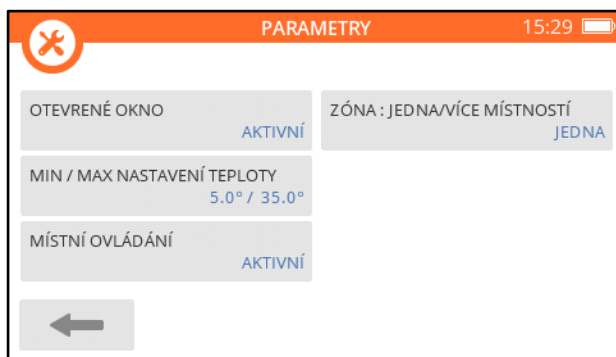 PARAMETRY
15:29
OTEVRENÉ OKNO
AKTIVNÍ
ZÓNA : JEDNA/VÍCE MÍSTNOSTÍ
JEDNA
MIN / MAX NASTAVENÍ TEPLOTY
5.0° / 35.0°
MÍSTNÍ OVLÁDÁNÍ
AKTIVNÍ